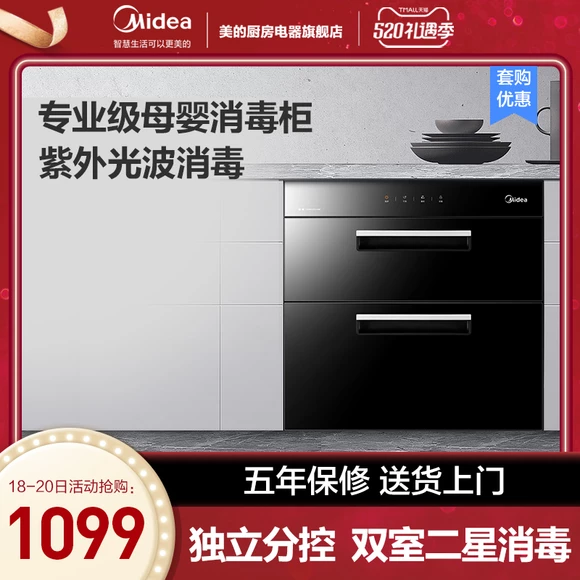 Midea
智慧生活可以更美的
美的厨房电器旗舰店
TMALL天猫
520礼遇季
套购
优惠
专业级母婴消毒柜
紫外光波消毒
Midea
五年保修 送货上门
18-20日活动抢购：
1099
独立分控 双室二星消毒